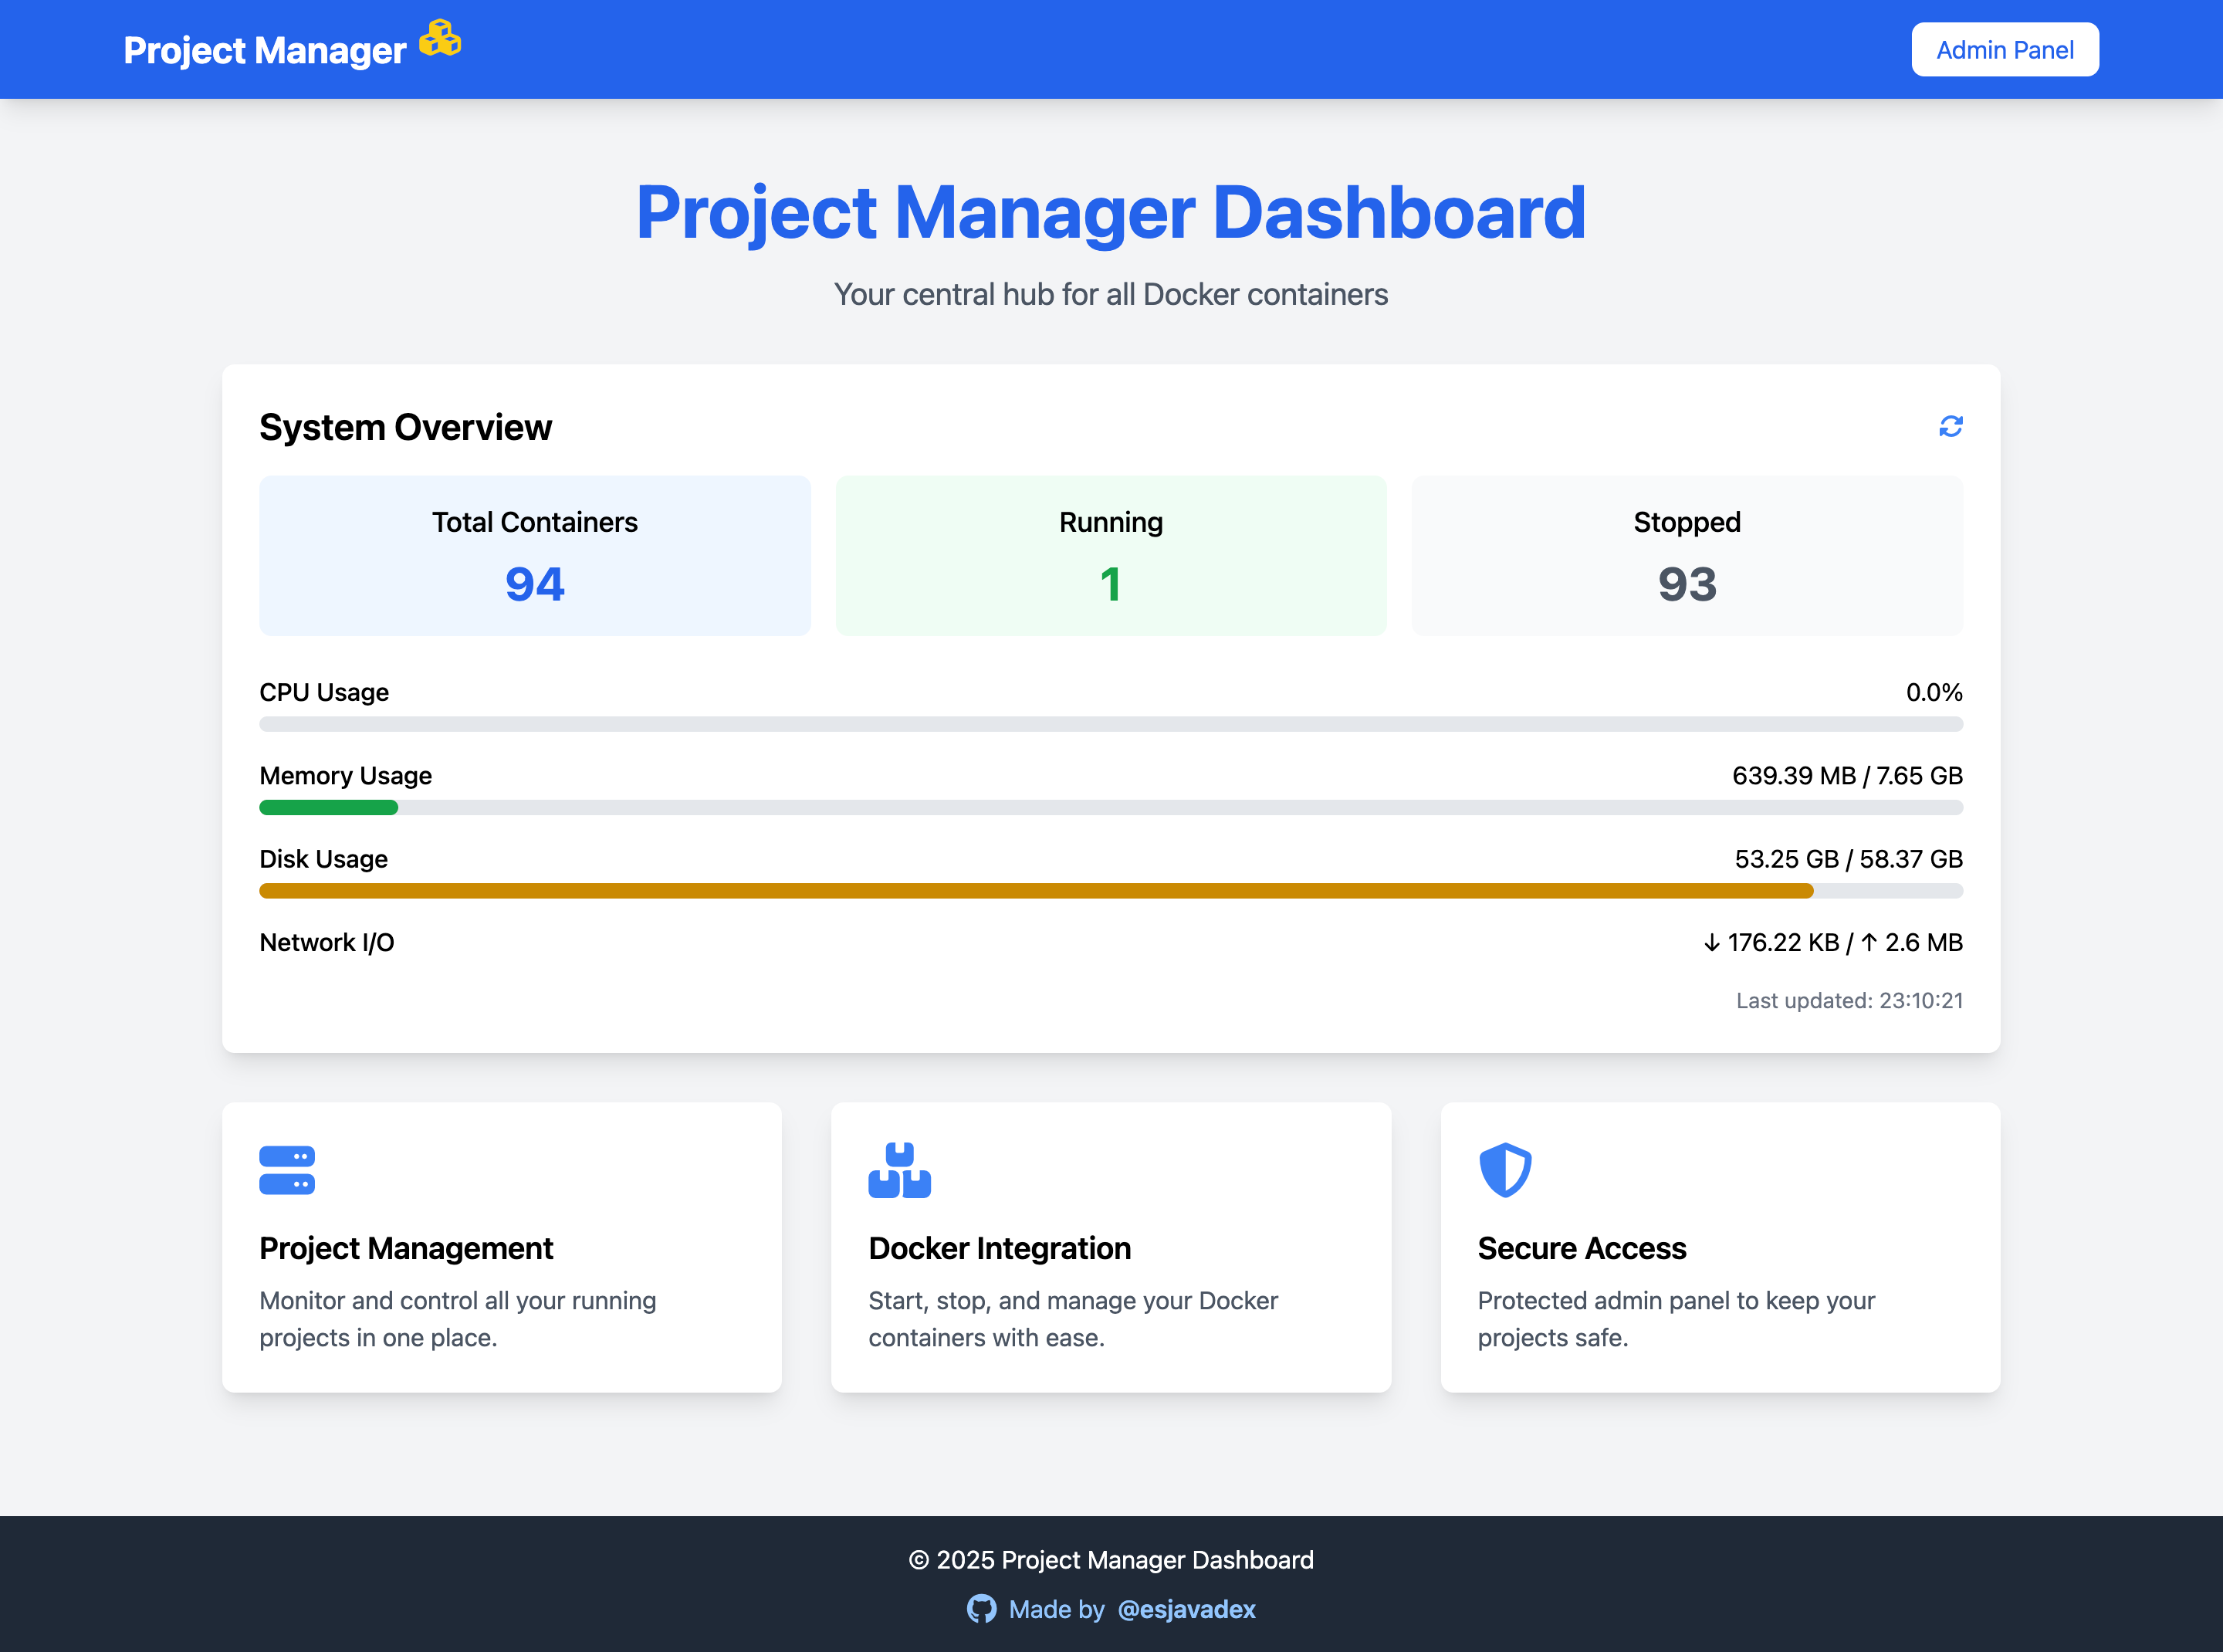 Project Manager
Admin Panel
Project Manager Dashboard
Your central hub for all Docker containers
System Overview
Total Containers
94
Running
1
Stopped
93
CPU Usage 0.0%
Memory Usage 639.39 MB / 7.65 GB
Disk Usage 53.25 GB / 58.37 GB
Network I/O ↓ 176.22 KB / ↑ 2.6 MB
Last updated: 23:10:21
Project Management
Monitor and control all your running
projects in one place.
Docker Integration
Start, stop, and manage your Docker
containers with ease.
Secure Access
Protected admin panel to keep your
projects safe.
© 2025 Project Manager Dashboard
Made by @esjavadex